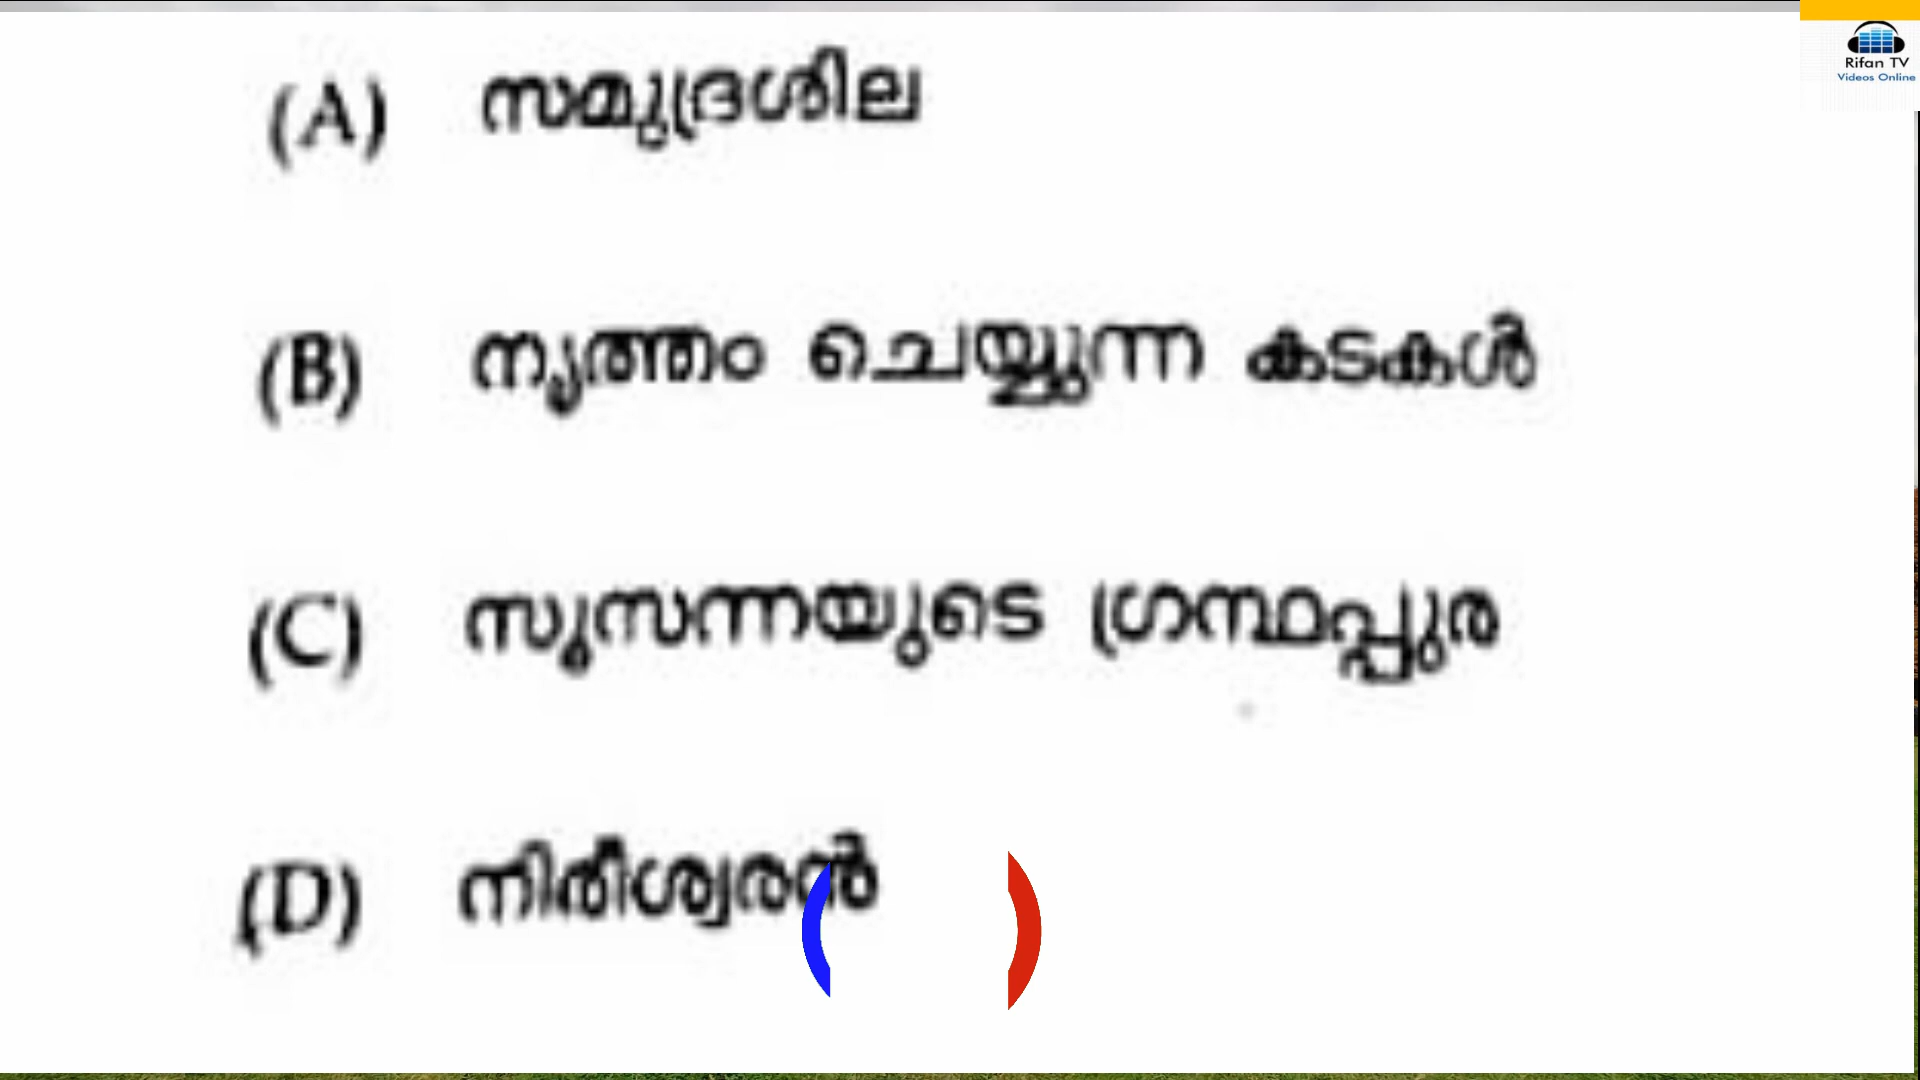 Rifan TV
Videos Online
(A) സമുദ്രശില
(B) നൃത്തം ചെയ്യുന്ന കടകൾ
(C) സൂസന്നയുടെ ഗ്രന്ഥപ്പുര
(D) നിരീശ്വരൻ